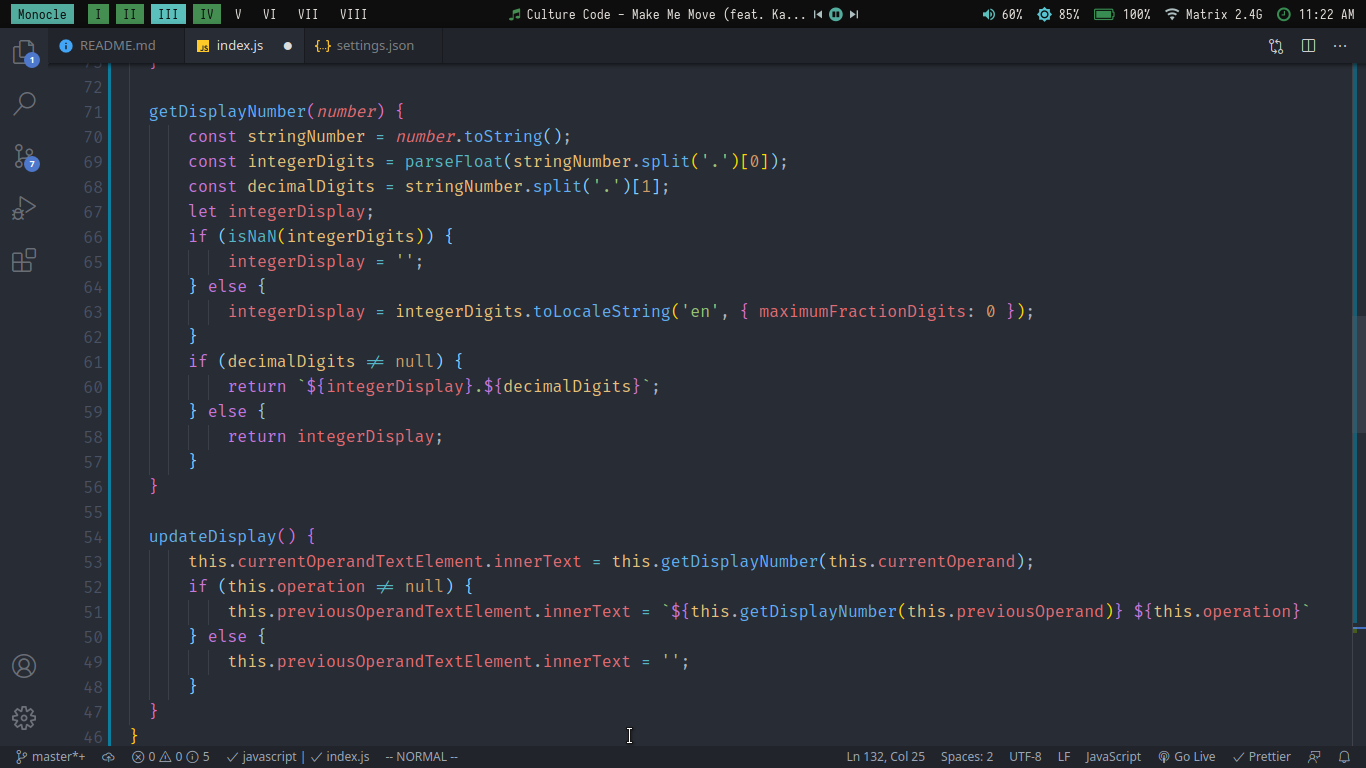 Monocle I II III IV V VI VII VIII Culture Code - Make Me Move (feat. Ka... 60% 85% 100% Matrix 2.4G 11:22 AM
README.md JS index.js {..} settings.json ...
1
72
71 getDisplayNumber(number) {
70 const stringNumber = number.toString();
69 const integerDigits = parseFloat(stringNumber.split('.')[0]);
68 const decimalDigits = stringNumber.split('.')[1];
67 let integerDisplay;
66 if (isNaN(integerDigits)) {
65 integerDisplay = '';
64 } else {
63 integerDisplay = integerDigits.toLocaleString('en', { maximumFractionDigits: 0 });
62 }
61 if (decimalDigits ≠ null) {
60 return `${integerDisplay}.${decimalDigits}`;
59 } else {
58 return integerDisplay;
57 }
56 }
55
54 updateDisplay() {
53 this.currentOperandTextElement.innerText = this.getDisplayNumber(this.currentOperand);
52 if (this.operation ≠ null) {
51 this.previousOperandTextElement.innerText = `${this.getDisplayNumber(this.previousOperand)} ${this.operation}`
50 } else {
49 this.previousOperandTextElement.innerText = '';
48 }
47 }
46 }
7
master*+ 0 0 5 javascript | index.js -- NORMAL -- Ln 132, Col 25 Spaces: 2 UTF-8 LF JavaScript Go Live Prettier